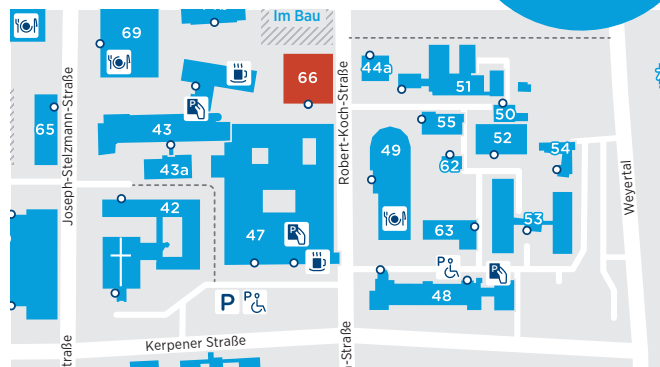 Im Bau
69
66
44a
51
50
65
43
55
52
49
54
43a
62
42
47
63
53
48
Joseph-Stelzmann-Straße
Robert-Koch-Straße
Weyertal
Kerpener Straße
traße
-Straße
P
P
P
P
P
P